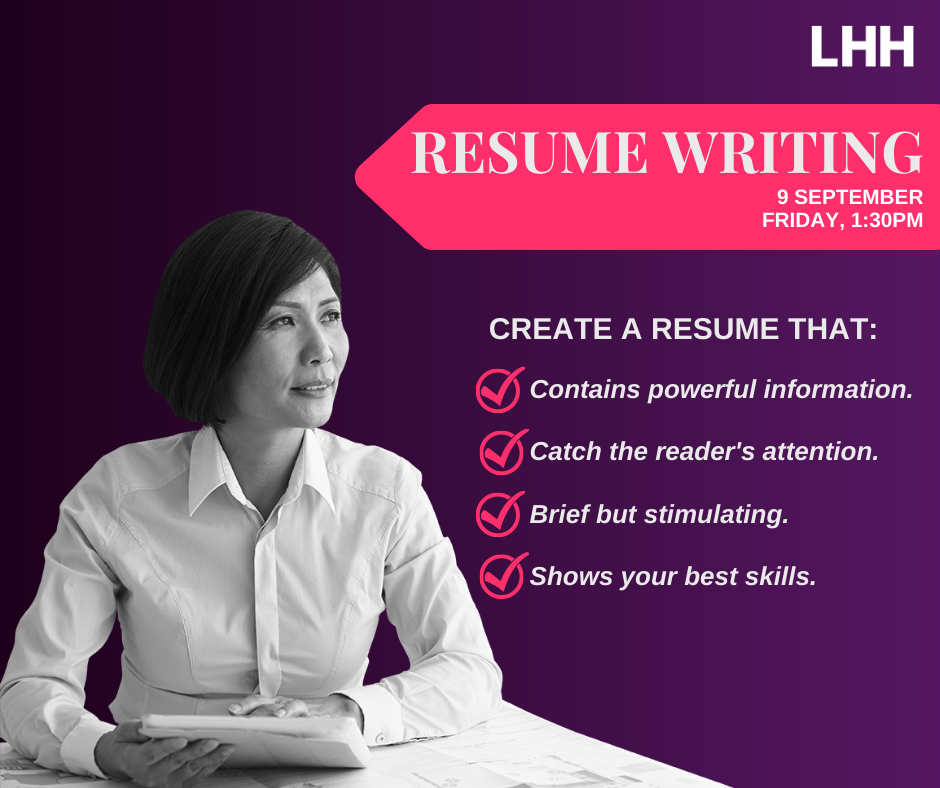 LHH
RESUME WRITING
9 SEPTEMBER
FRIDAY, 1:30PM
CREATE A RESUME THAT:
Contains powerful information.
Catch the reader's attention.
Brief but stimulating.
Shows your best skills.